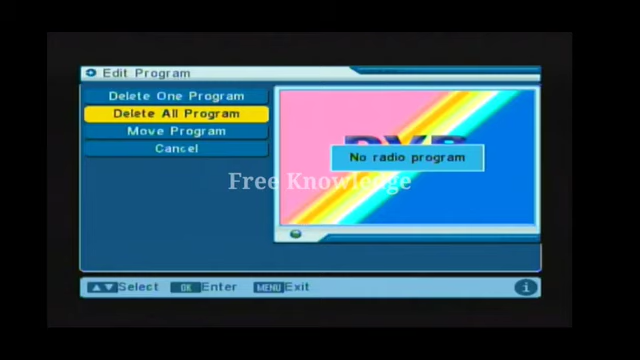 Edit Program
Delete One Program
Delete All Program
Move Program
Cancel
DVB
No radio program
Free Knowledge
Select OK Enter MENU Exit